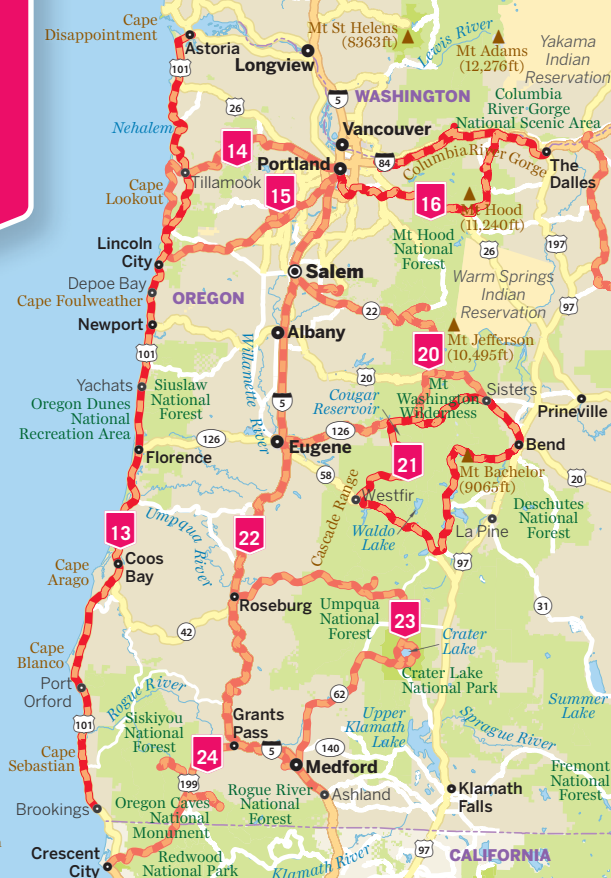 Cape
Disappointment
Astoria
101
Longview
Mt St Helens
(8363ft)
Lewis River
Mt Adams
(12,276ft)
Yakama
Indian
Reservation
5
WASHINGTON
26
Columbia
River Gorge
National Scenic Area
Nehalem
Vancouver
14
Portland
84
Columbia River Gorge
The
Dalles
Tillamook
Cape
Lookout
15
16
Mt Hood
(11,240ft)
Lincoln
City
Mt Hood
National
Forest
26
197
Salem
Depoe Bay
Cape Foulweather
OREGON
Warm Springs
Indian
Reservation
97
22
Newport
Albany
Mt Jefferson
(10,495ft)
101
20
Willamette River
20
Yachats
Siuslaw
National
Forest
Cougar
Reservoir
Mt
Washington
Wilderness
Sisters
Oregon Dunes
National
Recreation Area
5
Prineville
126
126
Eugene
Bend
Florence
21
58
Mt Bachelor
(9065ft)
20
Cascade Range
Westfir
Deschutes
National
Forest
13
Umpqua River
22
Waldo
Lake
La Pine
97
Cape
Arago
Coos
Bay
Roseburg
Umpqua
National
Forest
23
31
42
Crater
Lake
Cape
Blanco
Crater Lake
National Park
Port
Orford
Rogue River
62
Summer
Lake
101
Siskiyou
National
Forest
Grants
Pass
Upper
Klamath
Lake
Sprague River
24
5
140
Cape
Sebastian
Medford
Fremont
National
Forest
199
Rogue River
National
Forest
Ashland
Klamath
Falls
Brookings
Oregon Caves
National
Monument
Crescent
City
Redwood
National Park
Klamath River
97
CALIFORNIA